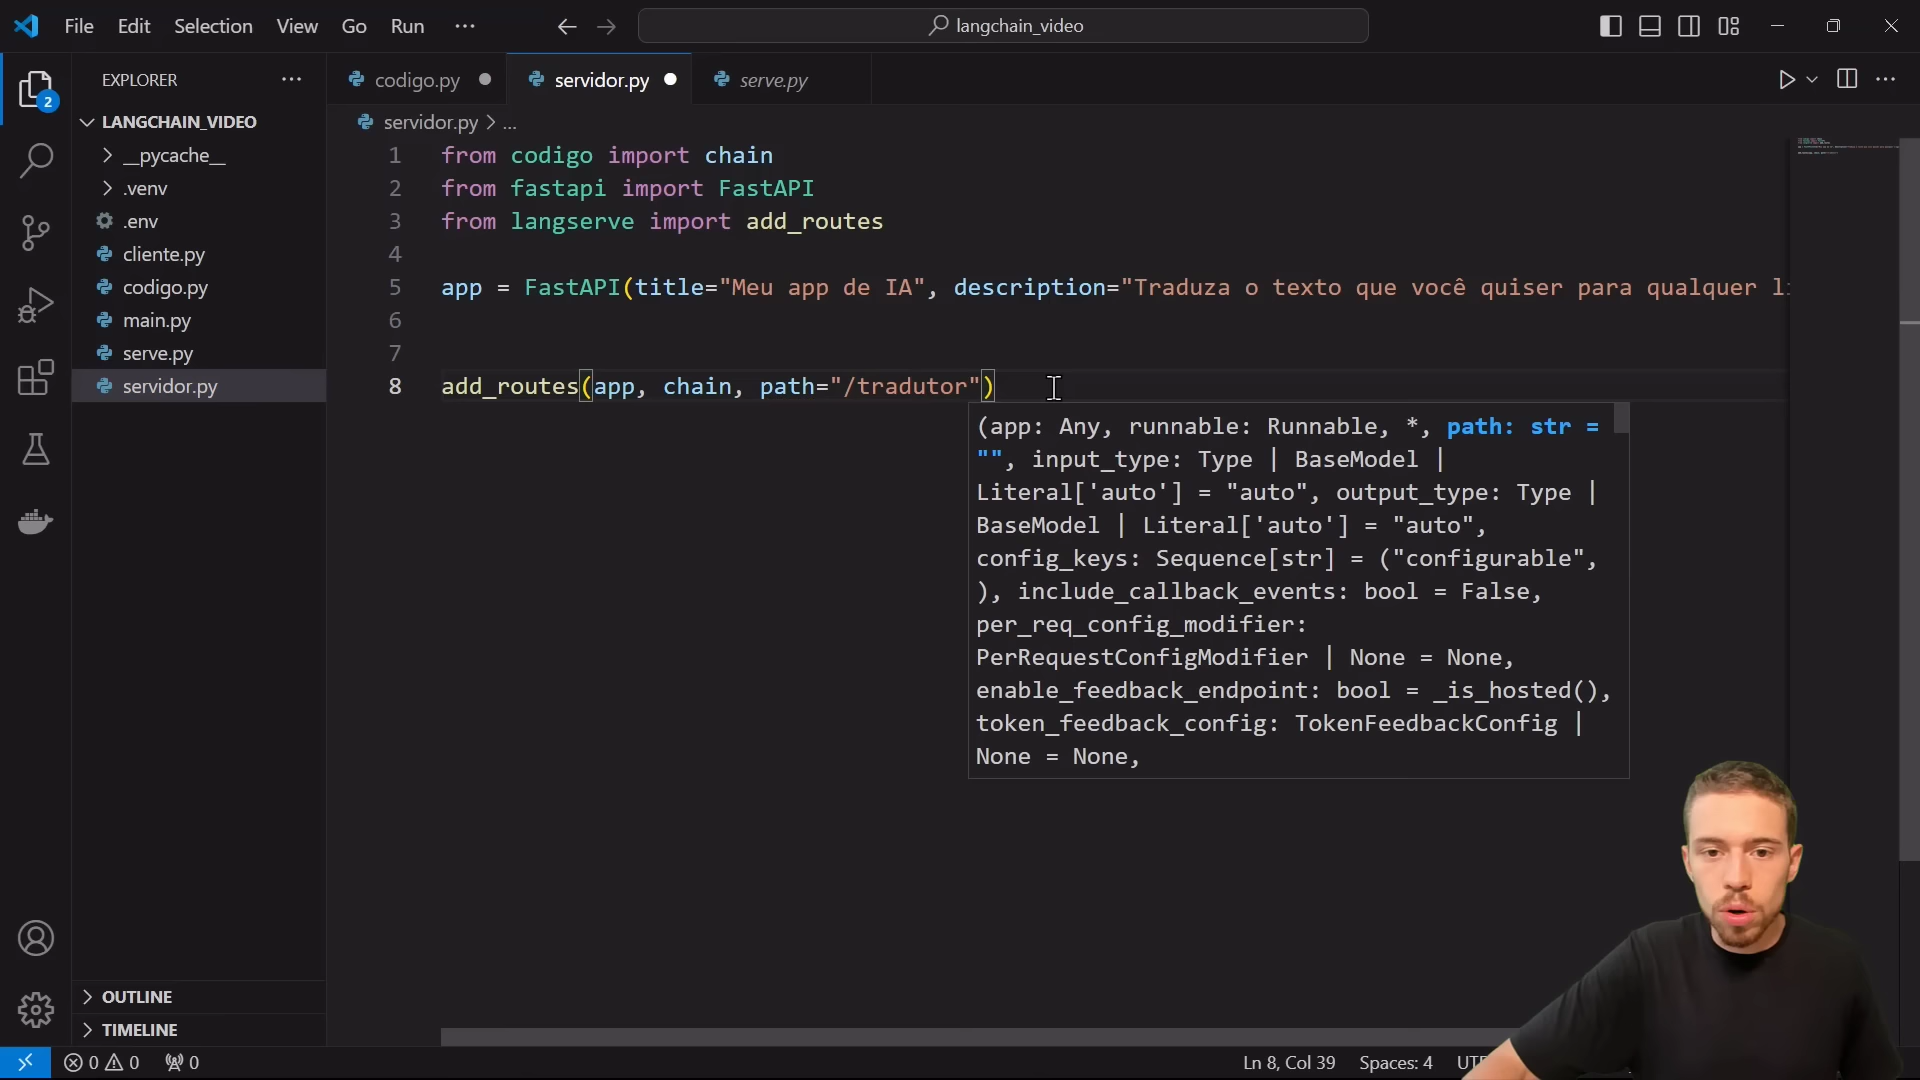 File Edit Selection View Go Run ···
langchain_video
EXPLORER
2
LANGCHAIN_VIDEO
__pycache__
.venv
.env
cliente.py
codigo.py
main.py
serve.py
servidor.py
OUTLINE
TIMELINE
codigo.py servidor.py serve.py
servidor.py > ...
1 from codigo import chain
2 from fastapi import FastAPI
3 from langserve import add_routes
4
5 app = FastAPI(title="Meu app de IA", description="Traduza o texto que você quiser para qualquer
6
7
8 add_routes(app, chain, path="/tradutor")
(app: Any, runnable: Runnable, *, path: str =
"", input_type: Type | BaseModel |
Literal['auto'] = "auto", output_type: Type |
BaseModel | Literal['auto'] = "auto",
config_keys: Sequence[str] = ("configurable",
), include_callback_events: bool = False,
per_req_config_modifier:
PerRequestConfigModifier | None = None,
enable_feedback_endpoint: bool = _is_hosted(),
token_feedback_config: TokenFeedbackConfig |
None = None,
0 0 0 Ln 8, Col 39 Spaces: 4